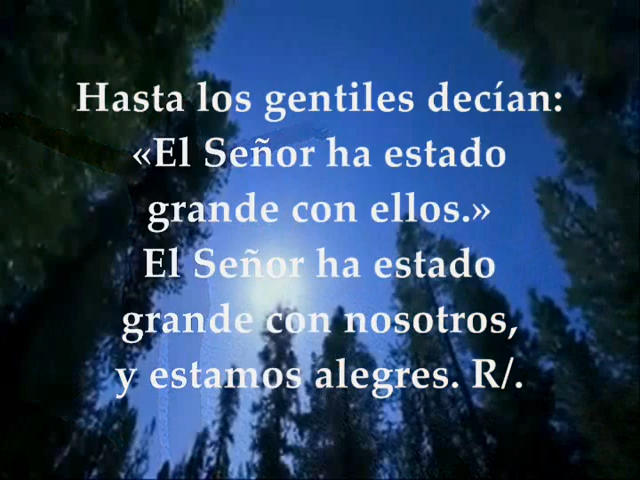 Hasta los gentiles decían:
«El Señor ha estado
grande con ellos.»
El Señor ha estado
grande con nosotros,
y estamos alegres. R/.